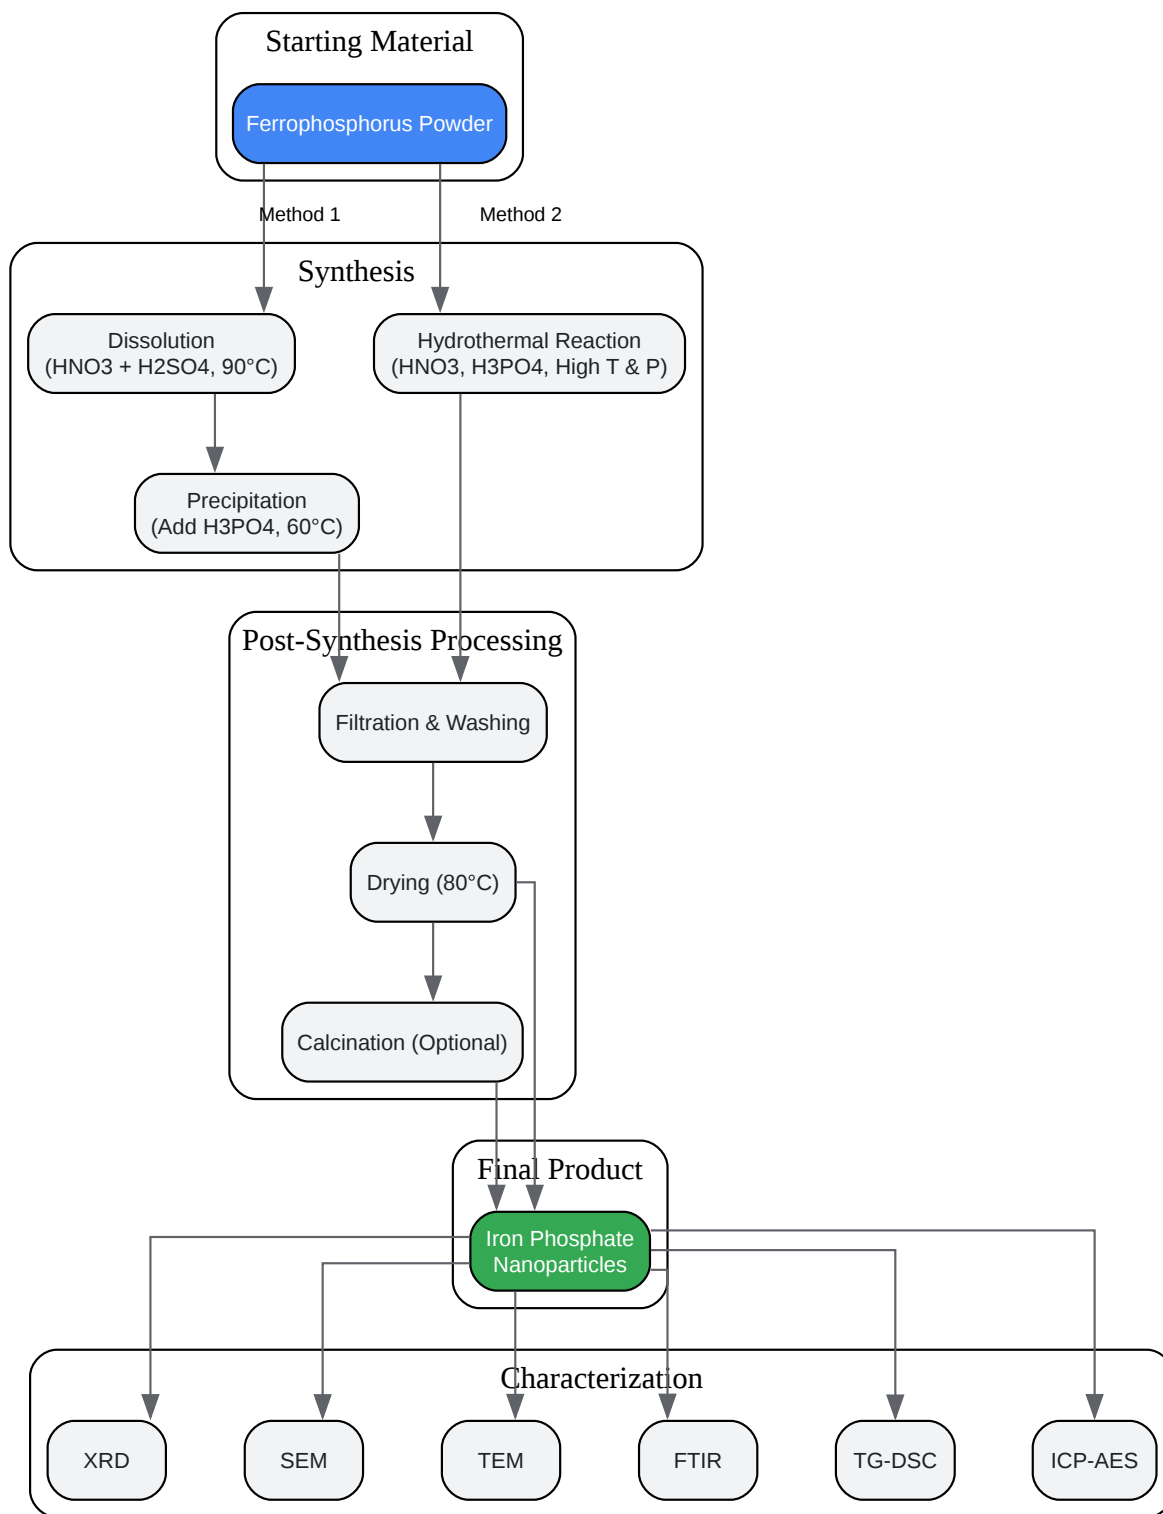 Starting Material
Ferrophosphorus Powder
Method 1
Method 2
Synthesis
Dissolution
(HNO3 + H2SO4, 90°C)
Hydrothermal Reaction
(HNO3, H3PO4, High T & P)
Precipitation
(Add H3PO4, 60°C)
Post-Synthesis Processing
Filtration & Washing
Drying (80°C)
Calcination (Optional)
Final Product
Iron Phosphate
Nanoparticles
Characterization
XRD
SEM
TEM
FTIR
TG-DSC
ICP-AES